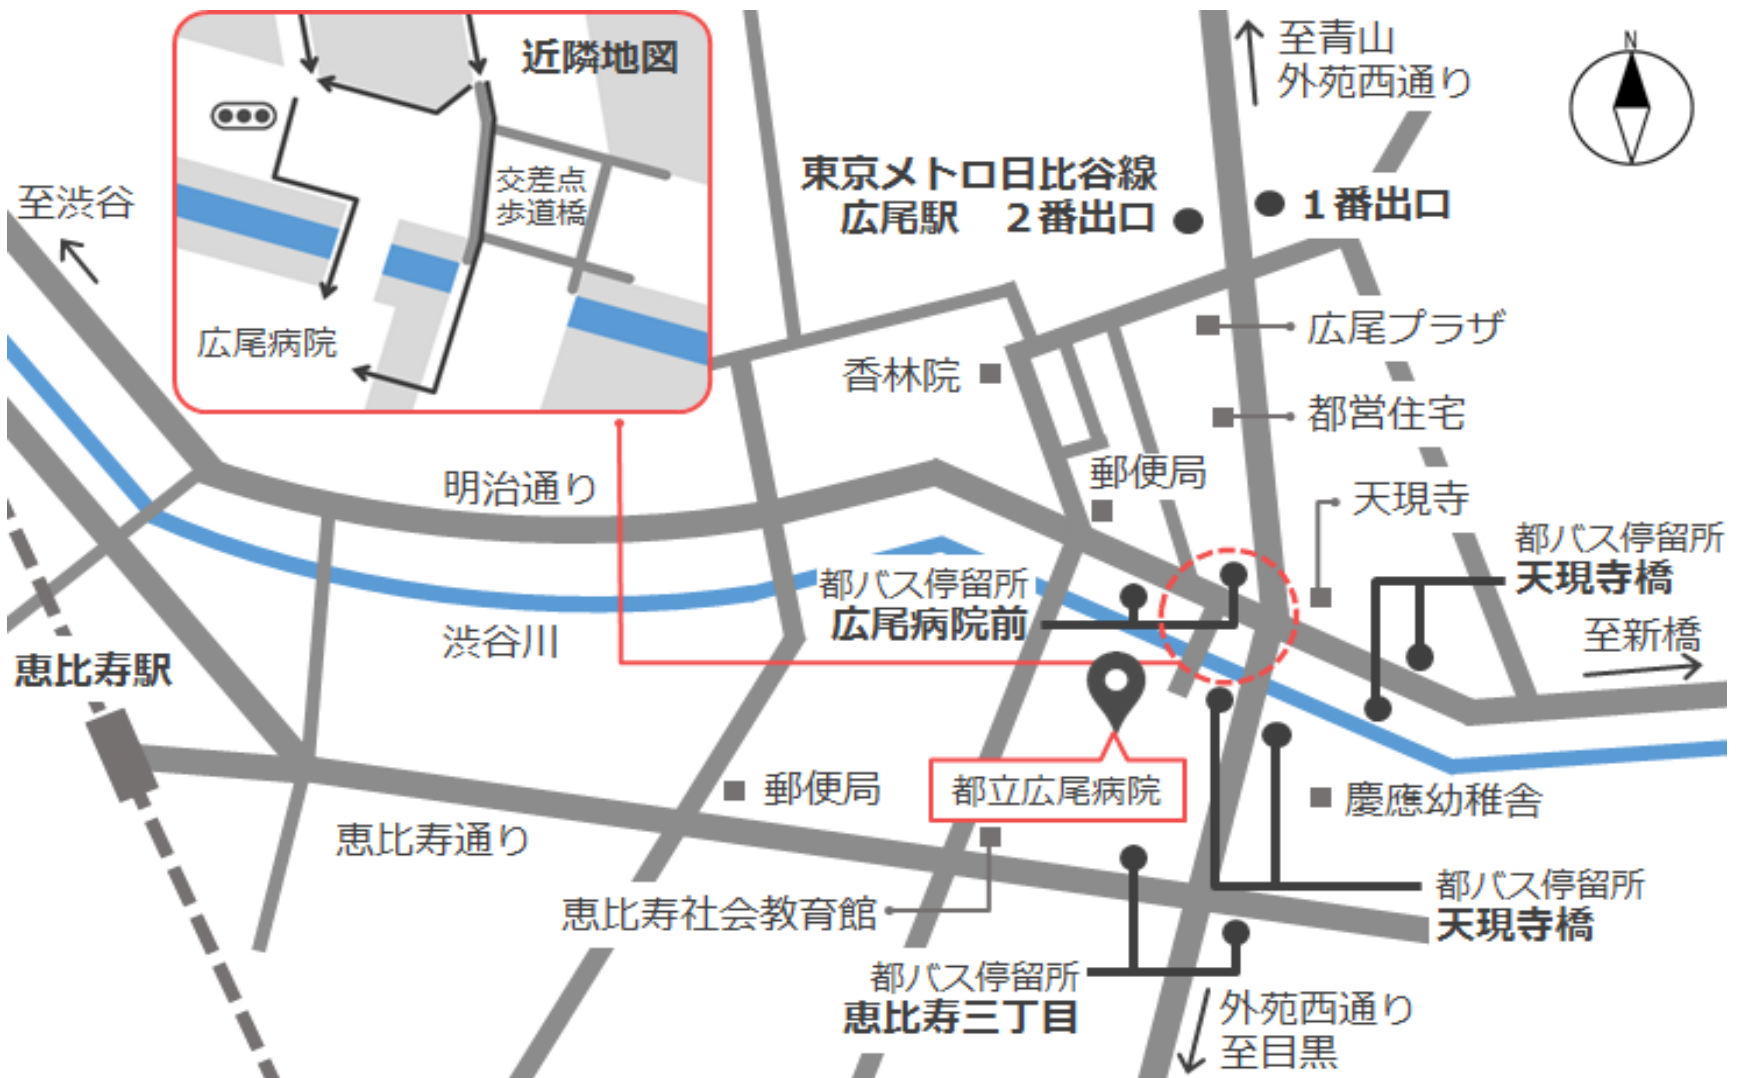 近隣地図
交差点
歩道橋
広尾病院
至青山
外苑西通り
N
至渋谷
東京メトロ日比谷線
広尾駅　２番出口
１番出口
広尾プラザ
香林院
都営住宅
郵便局
明治通り
天現寺
都バス停留所
天現寺橋
都バス停留所
広尾病院前
至新橋
渋谷川
恵比寿駅
都立広尾病院
郵便局
慶應幼稚舎
恵比寿通り
恵比寿社会教育館
都バス停留所
天現寺橋
都バス停留所
恵比寿三丁目
外苑西通り
至目黒